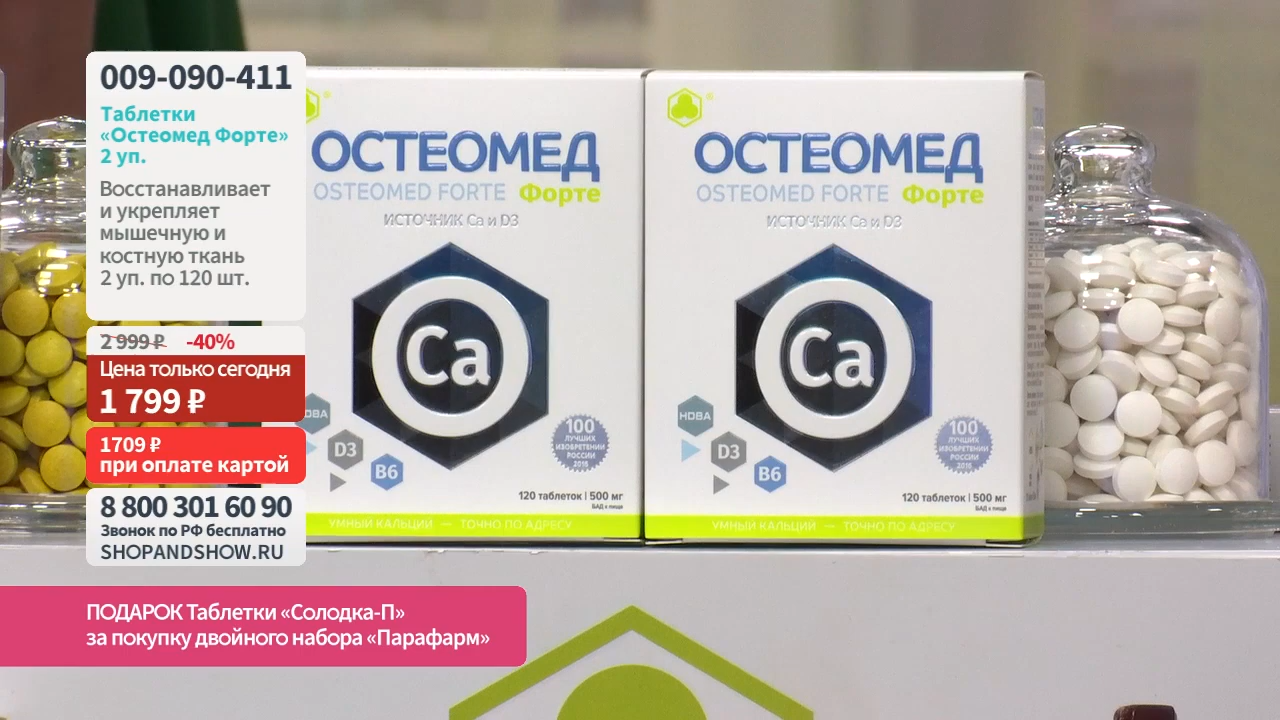 009-090-411
Таблетки
«Остеомед Форте»
2 уп.
Восстанавливает
и укрепляет
мышечную и
костную ткань
2 уп. по 120 шт.
2 999 ₽ -40%
Цена только сегодня
1 799 ₽
1709 ₽
при оплате картой
8 800 301 60 90
Звонок по РФ бесплатно
SHOPANDSHOW.RU
ПОДАРОК Таблетки «Солодка-П»
за покупку двойного набора «Парафарм»
ОСТЕОМЕД
OSTEOMED FORTE Форте
ИСТОЧНИК Ca и D3
Ca
D3
B6
100
ЛУЧШИХ
ИЗОБРЕТЕНИЙ
РОССИИ
120 таблеток | 500 мг
УМНЫЙ КАЛЬЦИЙ — ТОЧНО ПО АДРЕСУ
®
ОСТЕОМЕД
OSTEOMED FORTE Форте
ИСТОЧНИК Ca и D3
Ca
HDBA
D3
B6
100
ЛУЧШИХ
ИЗОБРЕТЕНИЙ
РОССИИ
120 таблеток | 500 мг
УМНЫЙ КАЛЬЦИЙ — ТОЧНО ПО АДРЕСУ